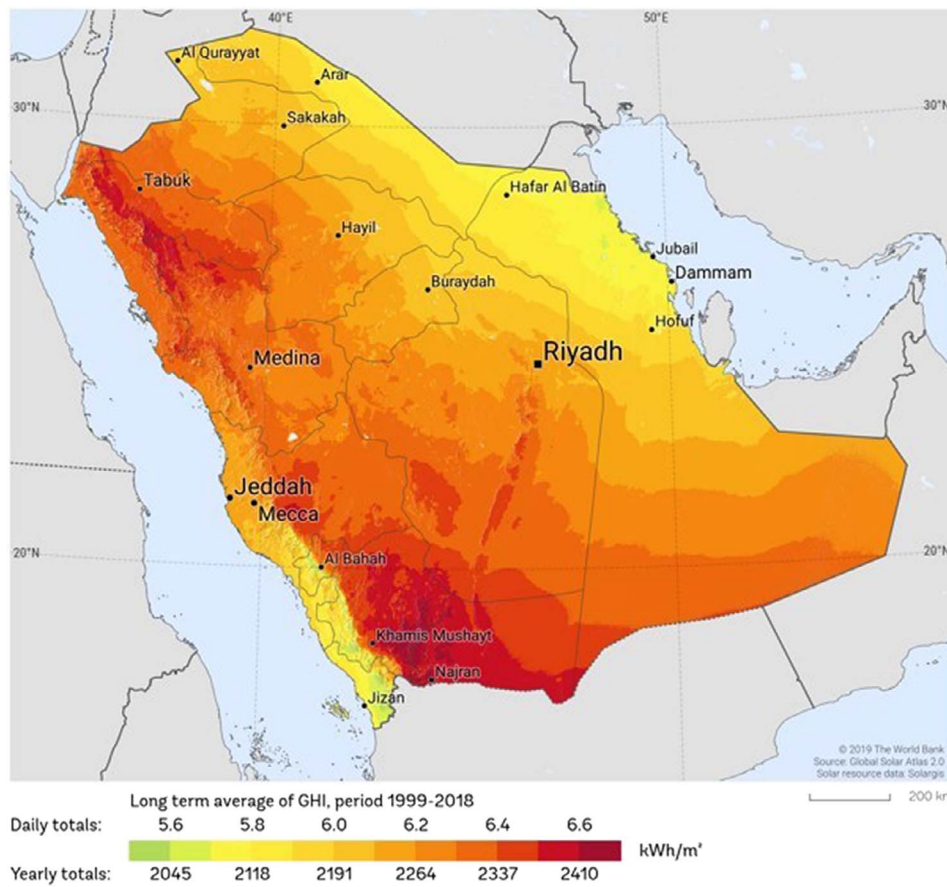 40°E
50°E
Al Qurayyat
Arar
30°N
30°N
Sakakah
Tabuk
Hafar Al Batin
Hayil
Jubail
Dammam
Buraydah
Hofuf
Riyadh
Medina
Jeddah
Mecca
20°N
20°N
Al Bahah
Khamis Mushayt
Najran
Jizan
© 2019 The World Bank
Source: Global Solar Atlas 2.0
Solar resource data: Solargis
200 km
Long term average of GHI, period 1999-2018
Daily totals: 5.6 5.8 6.0 6.2 6.4 6.6
kWh/m²
Yearly totals: 2045 2118 2191 2264 2337 2410